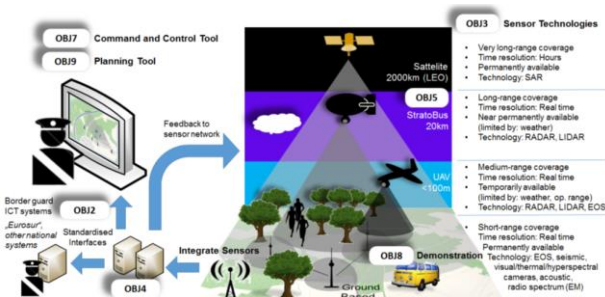 OBJ7 Command and Control Tool
OBJ9 Planning Tool
Feedback to
sensor network
Border guard
ICT systems
„Eurosur“,
other national
systems
OBJ2
Standardised
Interfaces
OBJ4
Integrate Sensors
Sattelite
2000km (LEO)
OBJ5
StratoBus
20km
UAV
<100m
OBJ8 Demonstration
Ground
OBJ3 Sensor Technologies
• Very long-range coverage
• Time resolution: Hours
• Permanently available
• Technology: SAR
• Long-range coverage
• Time resolution: Real time
• Near permanently available
(limited by: weather)
• Technology: RADAR, LIDAR
• Medium-range coverage
• Time resolution: Real time
• Temporarily available
(limited by: weather, op. range)
• Technology: RADAR, LIDAR, EOS
• Short-range coverage
Time resolution: Real time
Permanently available
Technology: EOS, seismic,
visual/thermal/hyperspectral
cameras, acoustic,
radio spectrum (EM)